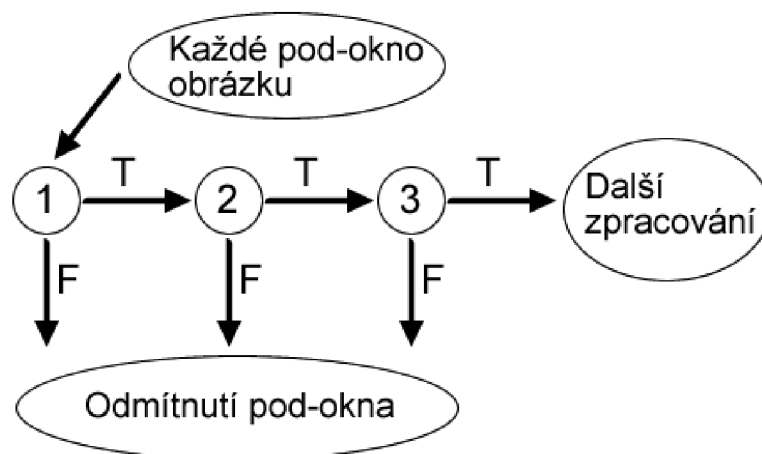 Každé pod-okno
obrázku
1
T
2
T
3
T
Další
zpracování
F
F
F
Odmítnutí pod-okna